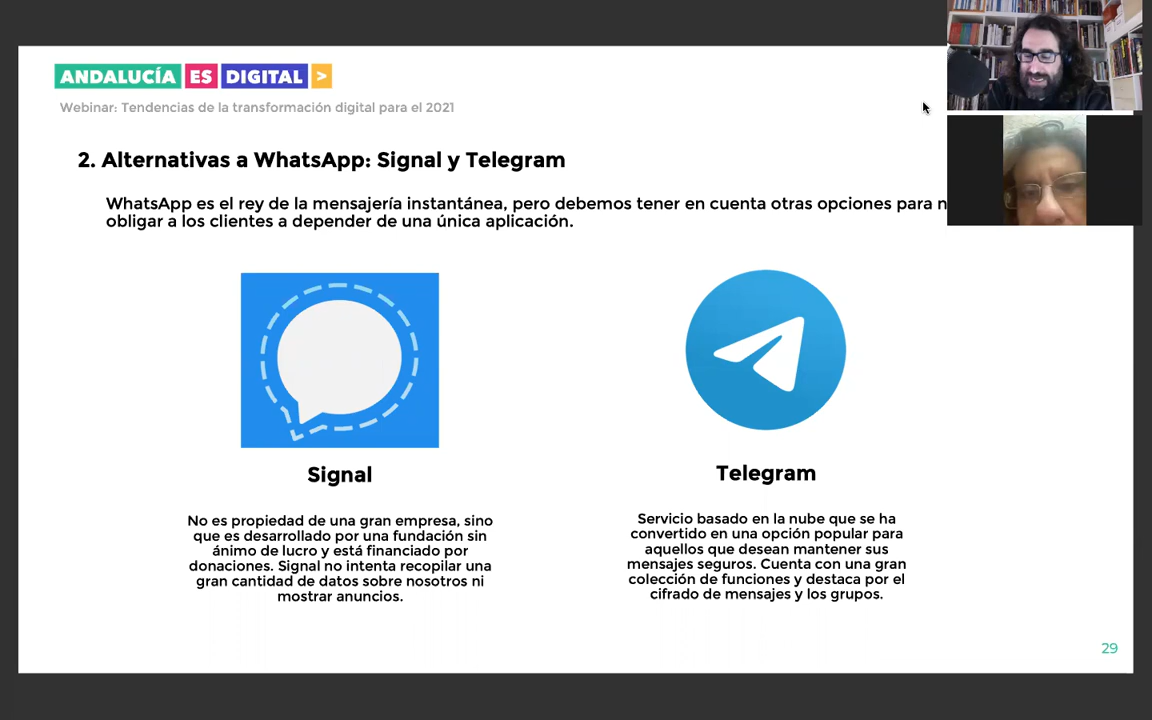 ANDALUCÍA ES DIGITAL >
Webinar: Tendencias de la transformación digital para el 2021
2. Alternativas a WhatsApp: Signal y Telegram
WhatsApp es el rey de la mensajería instantánea, pero debemos tener en cuenta otras opciones para n
obligar a los clientes a depender de una única aplicación.
Signal
No es propiedad de una gran empresa, sino
que es desarrollado por una fundación sin
ánimo de lucro y está financiado por
donaciones. Signal no intenta recopilar una
gran cantidad de datos sobre nosotros ni
mostrar anuncios.
Telegram
Servicio basado en la nube que se ha
convertido en una opción popular para
aquellos que desean mantener sus
mensajes seguros. Cuenta con una gran
colección de funciones y destaca por el
cifrado de mensajes y los grupos.
29